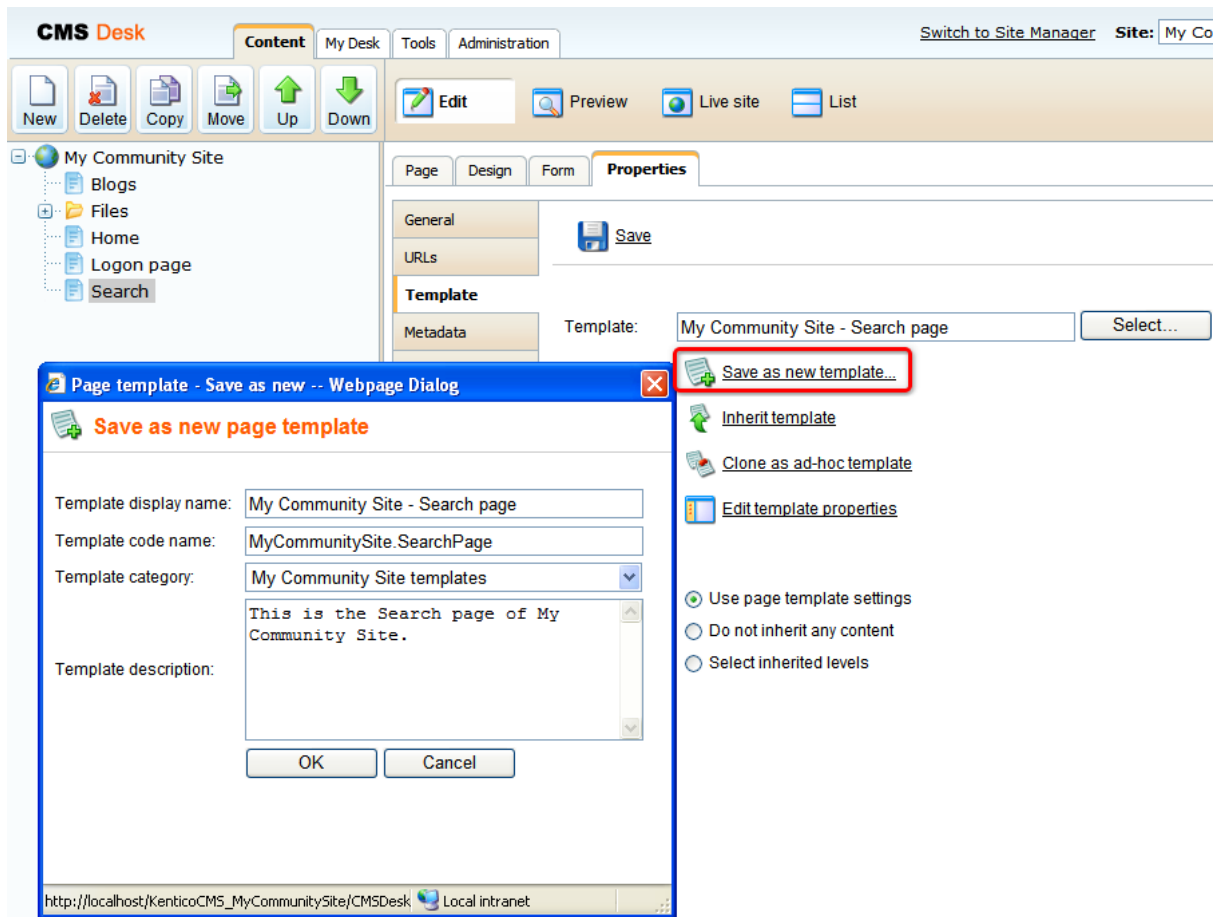 CMS Desk
Content
My Desk
Tools
Administration
Switch to Site Manager
Site: My Co
New
Delete
Copy
Move
Up
Down
Edit
Preview
Live site
List
My Community Site
Blogs
Files
Home
Logon page
Search
Page
Design
Form
Properties
General
URLs
Template
Metadata
Save
Template: My Community Site - Search page
Select...
Save as new template...
Inherit template
Clone as ad-hoc template
Edit template properties
Use page template settings
Do not inherit any content
Select inherited levels
Page template - Save as new -- Webpage Dialog
Save as new page template
Template display name: My Community Site - Search page
Template code name: MyCommunitySite.SearchPage
Template category: My Community Site templates
Template description:
This is the Search page of My
Community Site.
OK
Cancel
http://localhost/KenticoCMS_MyCommunitySite/CMSDesk
Local intranet